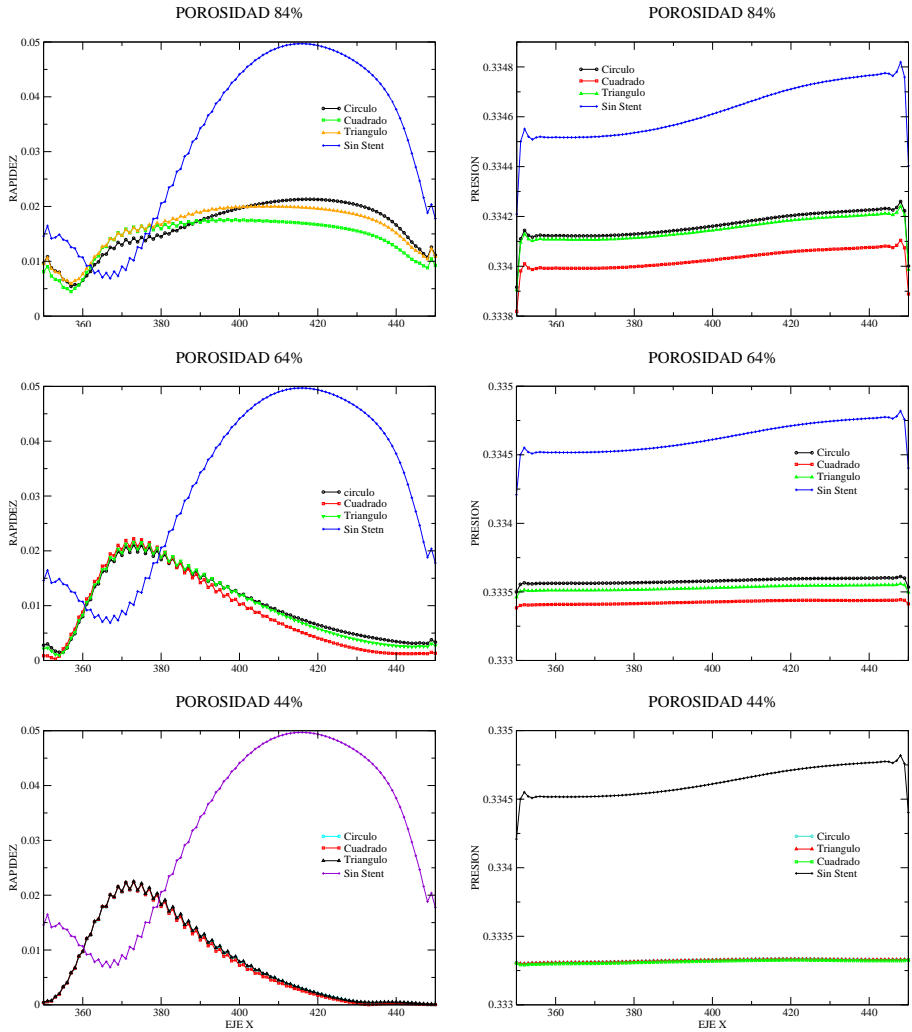 POROSIDAD 84%
0.05
0.04
0.03
0.02
0.01
0
RAPIDEZ
Circulo
Cuadado
Triangulo
Sin Stent
360
380
400
420
440
POROSIDAD 84%
0.3348
0.3346
0.3344
0.3342
0.334
0.3338
PRESION
Circulo
Cuadado
Triangulo
Sin Stent
360
380
400
420
440
POROSIDAD 64%
0.05
0.04
0.03
0.02
0.01
0
RAPIDEZ
circulo
Cuadrado
Triangulo
Sin Stetn
360
380
400
420
440
POROSIDAD 64%
0.335
0.3345
0.334
0.3335
0.333
PRESION
Circulo
Cuadrado
Triangulo
Sin Stent
360
380
400
420
440
POROSIDAD 44%
0.05
0.04
0.03
0.02
0.01
0
RAPIDEZ
Circulo
Cuadrado
Triangulo
Sin Stent
360
380
400
420
440
EJE X
POROSIDAD 44%
0.335
0.3345
0.334
0.3335
0.333
PRESION
Circulo
Triangulo
Cuadrado
Sin Stent
360
380
400
420
440
EJE X